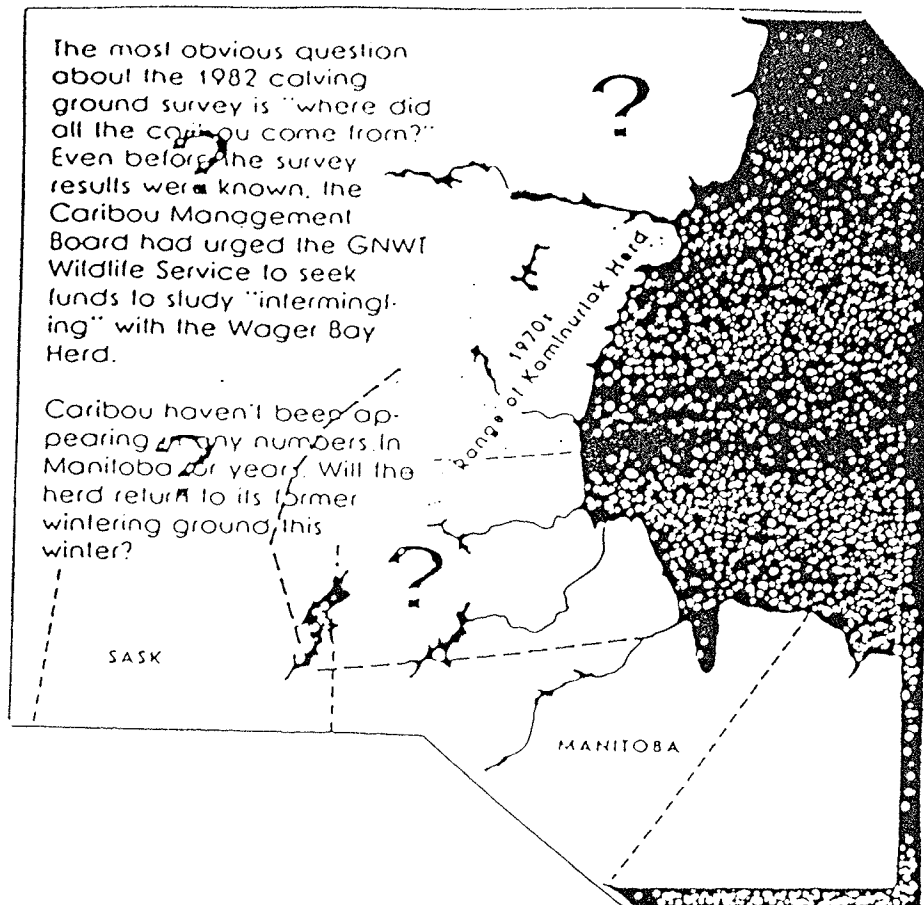 The most obvious question
about the 1982 calving
ground survey is "where did
all the caribou come from?"
Even before the survey
results were known, the
Caribou Management
Board had urged the GNWT
Wildlife Service to seek
funds to study "intermingl-
ing" with the Wager Bay
Herd.
Caribou haven't been ap-
pearing any numbers in
Manitoba for years. Will the
herd return to its former
wintering ground this
winter?
?
?
?
?
1970s
Range of Kaminuriak Herd
SASK
MANITOBA